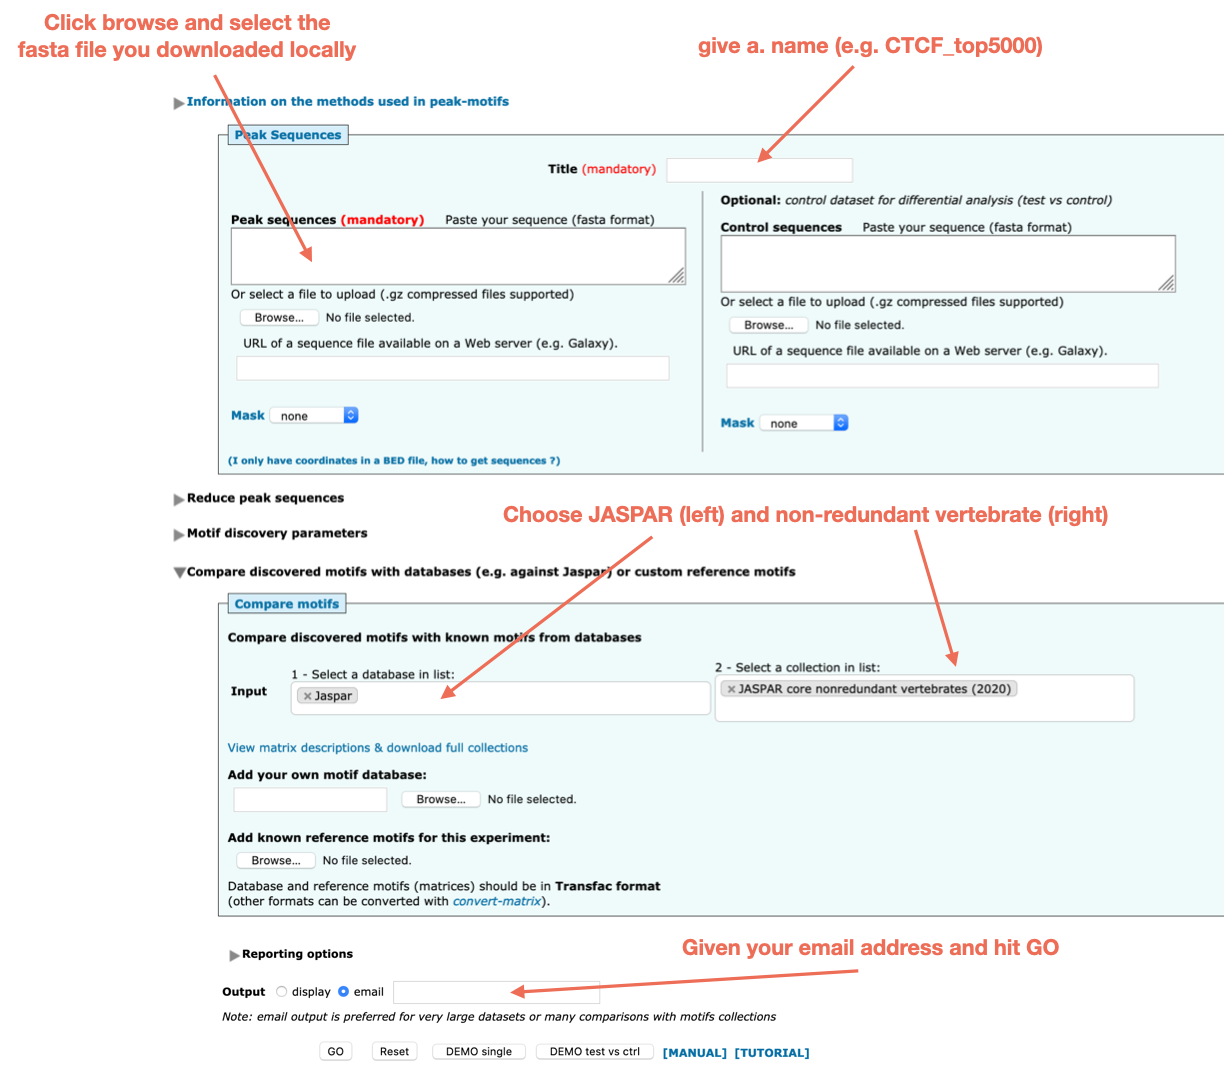 Click browse and select the
fasta file you downloaded locally
give a. name (e.g. CTCF_top5000)
Information on the methods used in peak-motifs
Peak Sequences
Title (mandatory)
Peak sequences (mandatory) Paste your sequence (fasta format)
Or select a file to upload (.gz compressed files supported)
Browse... No file selected.
URL of a sequence file available on a Web server (e.g. Galaxy).
Mask none
(I only have coordinates in a BED file, how to get sequences ?)
Optional: control dataset for differential analysis (test vs control)
Control sequences Paste your sequence (fasta format)
Or select a file to upload (.gz compressed files supported)
Browse... No file selected.
URL of a sequence file available on a Web server (e.g. Galaxy).
Mask none
Reduce peak sequences
Choose JASPAR (left) and non-redundant vertebrate (right)
Motif discovery parameters
Compare discovered motifs with databases (e.g. against Jaspar) or custom reference motifs
Compare motifs
Compare discovered motifs with known motifs from databases
1 - Select a database in list:
Input × Jaspar
2 - Select a collection in list:
× JASPAR core nonredundant vertebrates (2020)
View matrix descriptions & download full collections
Add your own motif database:
Browse... No file selected.
Add known reference motifs for this experiment:
Browse... No file selected.
Database and reference motifs (matrices) should be in Transfac format
(other formats can be converted with convert-matrix).
Reporting options
Given your email address and hit GO
Output display email
Note: email output is preferred for very large datasets or many comparisons with motifs collections
GO Reset DEMO single DEMO test vs ctrl [MANUAL] [TUTORIAL]